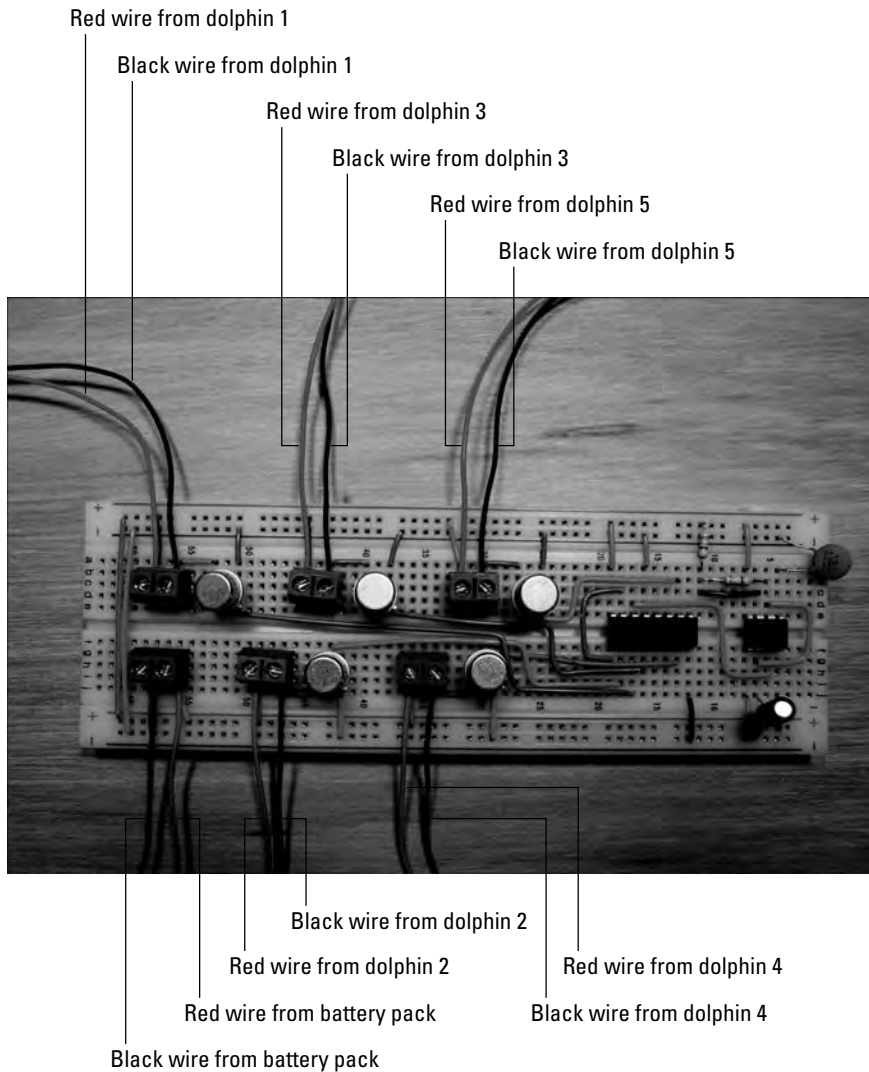 Red wire from dolphin 1
Black wire from dolphin 1
Red wire from dolphin 3
Black wire from dolphin 3
Red wire from dolphin 5
Black wire from dolphin 5
Black wire from dolphin 2
Red wire from dolphin 2
Red wire from dolphin 4
Red wire from battery pack
Black wire from dolphin 4
Black wire from battery pack